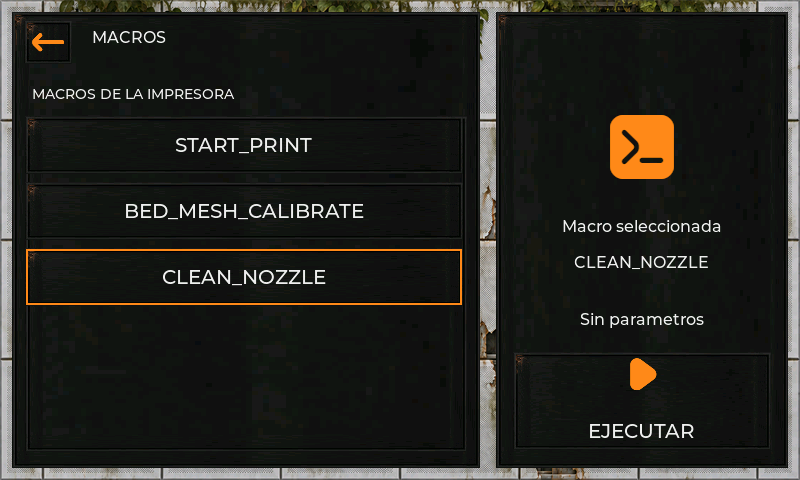 MACROS
MACROS DE LA IMPRESORA
START_PRINT
BED_MESH_CALIBRATE
CLEAN_NOZZLE
Macro seleccionada
CLEAN_NOZZLE
Sin parametros
EJECUTAR